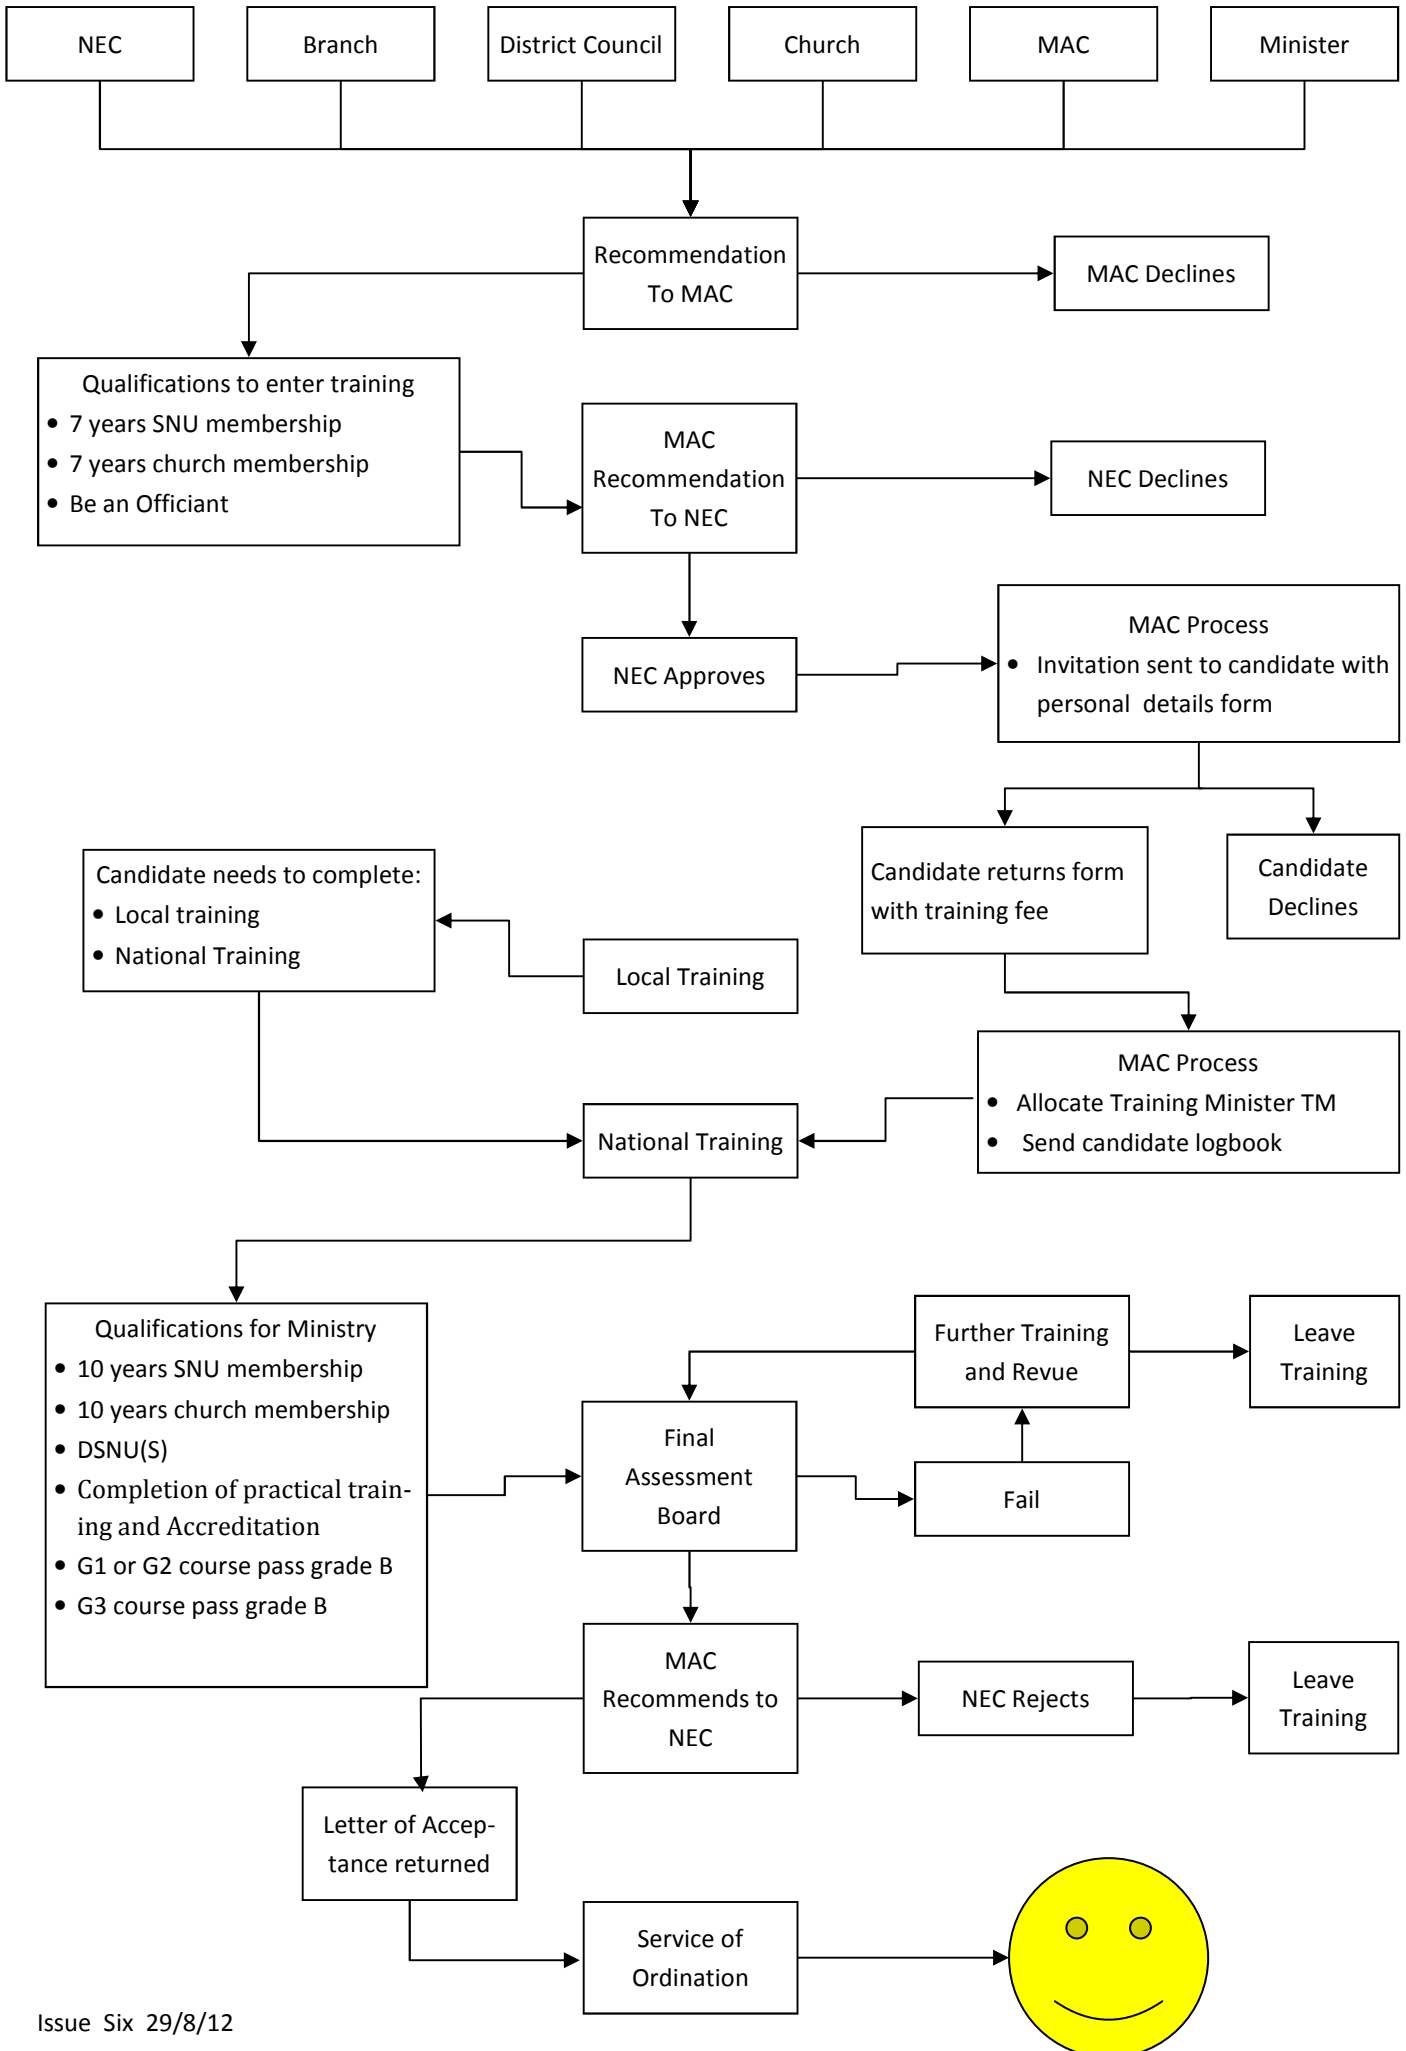 NEC
Branch
District Council
Church
MAC
Minister
Recommendation
To MAC
MAC Declines
Qualifications to enter training
• 7 years SNU membership
• 7 years church membership
• Be an Officiant
MAC
Recommendation
To NEC
NEC Declines
NEC Approves
MAC Process
• Invitation sent to candidate with
personal details form
Candidate returns form
with training fee
Candidate
Declines
Candidate needs to complete:
• Local training
• National Training
Local Training
MAC Process
• Allocate Training Minister TM
• Send candidate logbook
National Training
Qualifications for Ministry
• 10 years SNU membership
• 10 years church membership
• DSNU(S)
• Completion of practical train-
ing and Accreditation
• G1 or G2 course pass grade B
• G3 course pass grade B
Final
Assessment
Board
Further Training
and Revue
Leave
Training
Fail
MAC
Recommends to
NEC
NEC Rejects
Leave
Training
Letter of Accep-
tance returned
Service of
Ordination
Issue Six 29/8/12